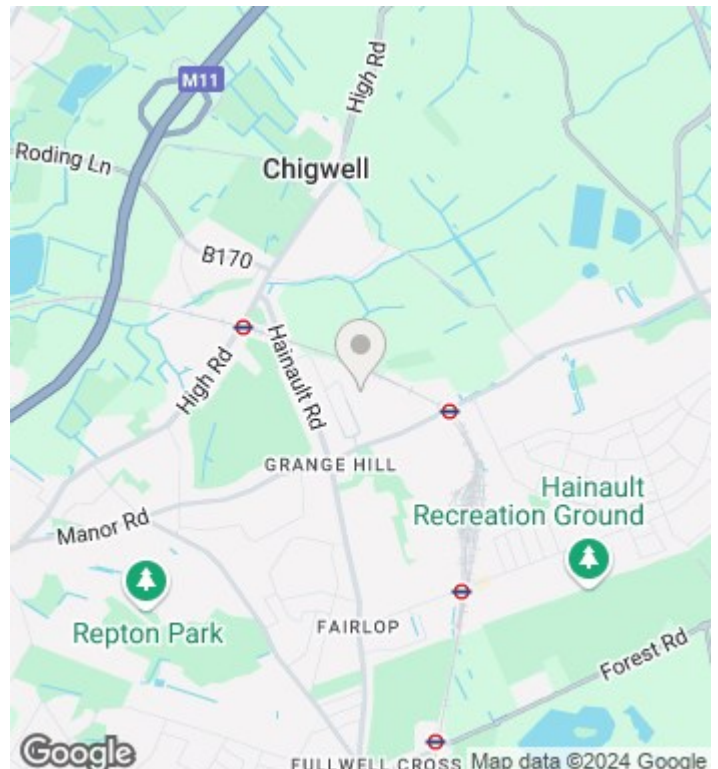 M11
High Rd
Roding Ln
Chigwell
B170
High Rd
Hainault Rd
GRANGE HILL
Hainault
Recreation Ground
Manor Rd
Repton Park
FAIRLOP
Forest Rd
FULLWELL CROSS
Google
Map data ©2024 Google